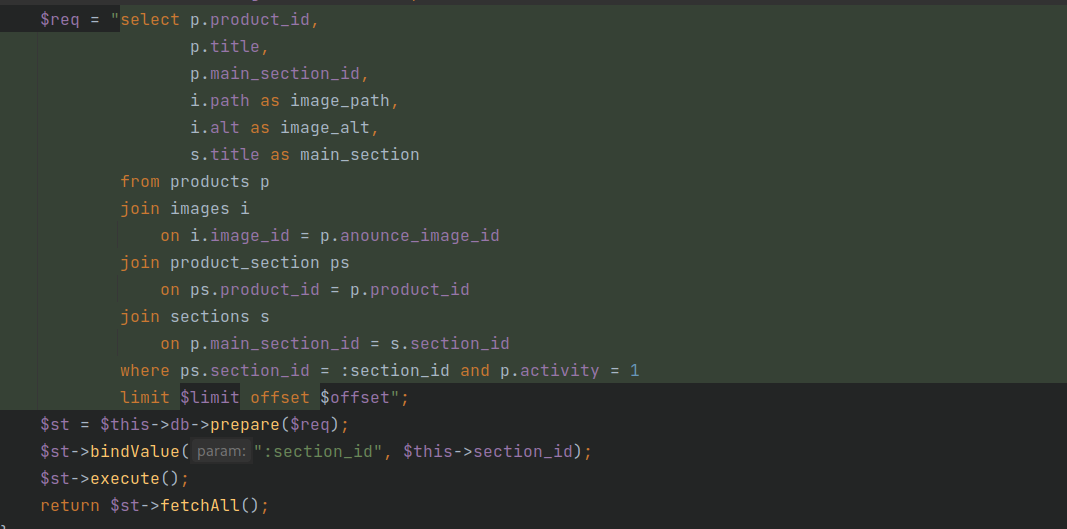 $req = "select p.product_id,
p.title,
p.main_section_id,
i.path as image_path,
i.alt as image_alt,
s.title as main_section
from products p
join images i
on i.image_id = p.anounce_image_id
join product_section ps
on ps.product_id = p.product_id
join sections s
on p.main_section_id = s.section_id
where ps.section_id = :section_id and p.activity = 1
limit $limit offset $offset";
$st = $this->db->prepare($req);
$st->bindValue( param: ":section_id", $this->section_id);
$st->execute();
return $st->fetchAll();